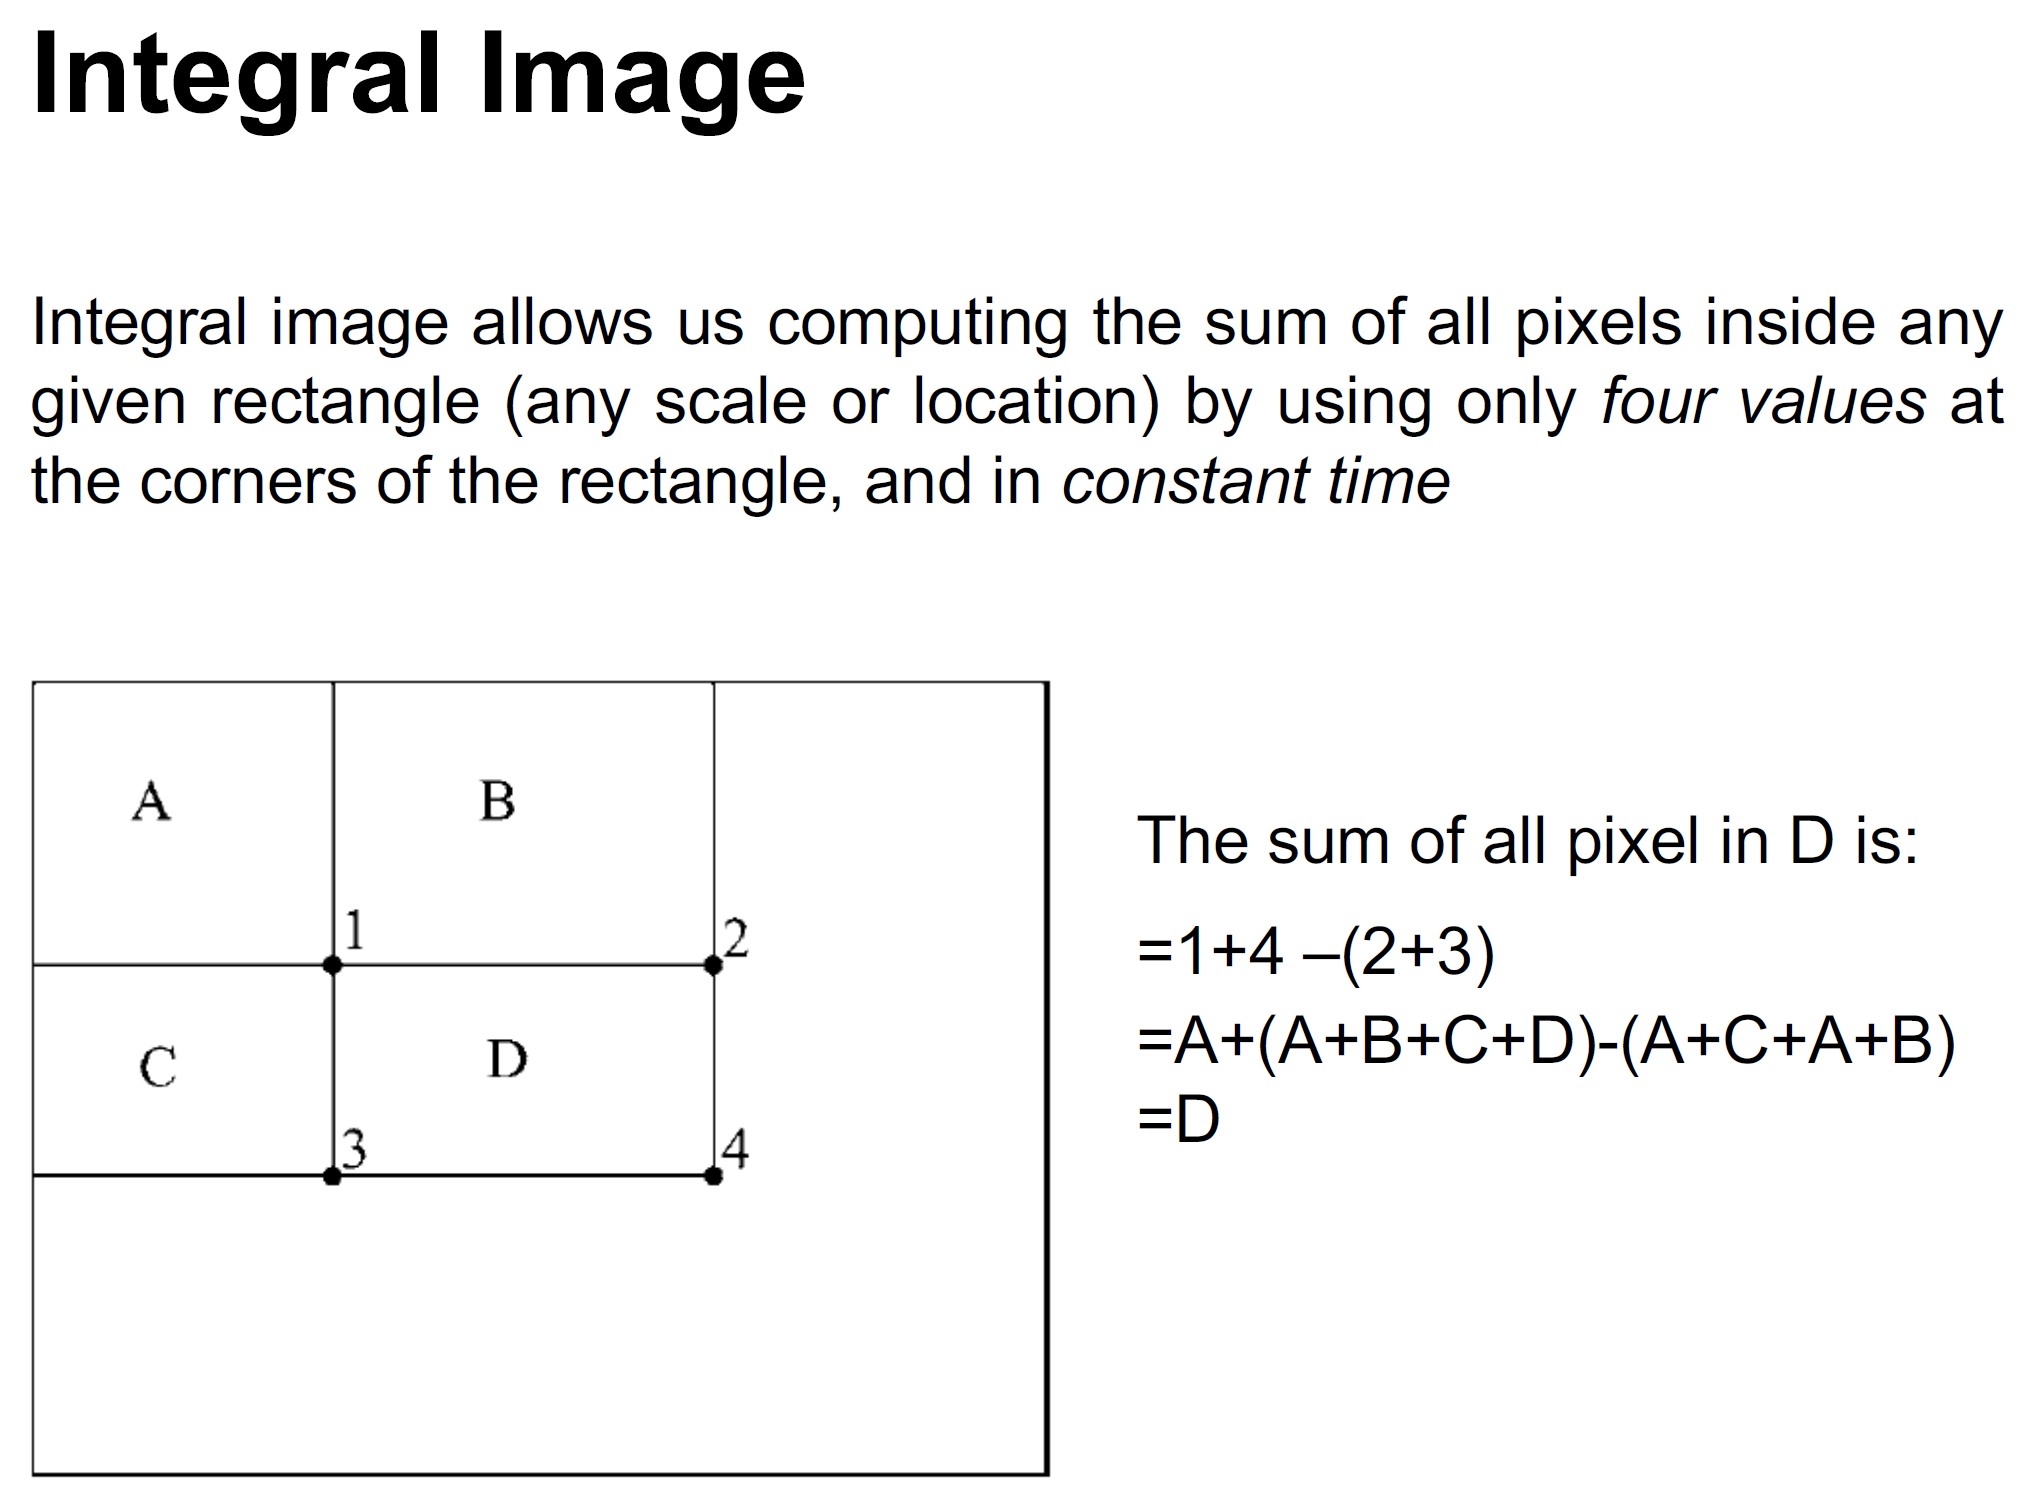 Integral Image
Integral image allows us computing the sum of all pixels inside any
given rectangle (any scale or location) by using only four values at
the corners of the rectangle, and in constant time
A
B
1
2
C
D
3
4
The sum of all pixel in D is:
=1+4 –(2+3)
=A+(A+B+C+D)-(A+C+A+B)
=D